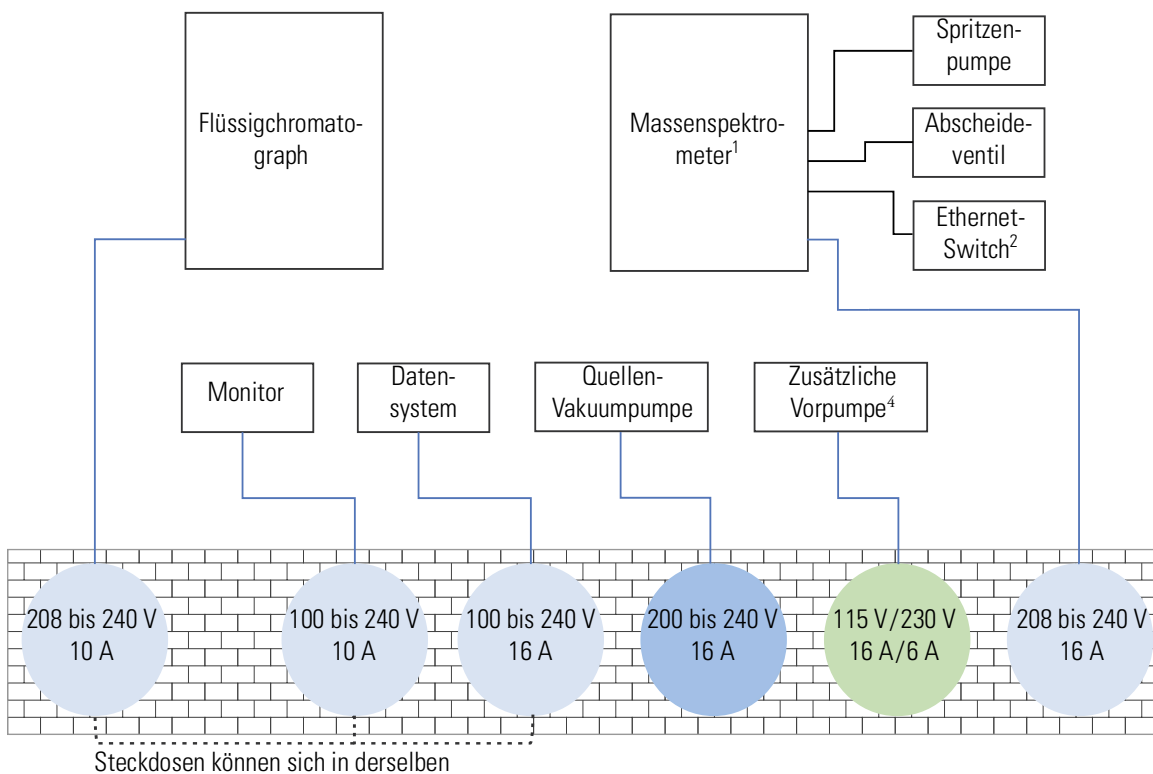 Flüssigchromato-
graph
Massenspektro-
meter¹
Spritzen-
pumpe
Abscheide-
ventil
Ethernet-
Switch²
Monitor
Daten-
system
Quellen-
Vakuumpumpe
Zusätzliche
Vorpumpe⁴
208 bis 240 V
10 A
100 bis 240 V
10 A
100 bis 240 V
16 A
200 bis 240 V
16 A
115 V/230 V
16 A/6 A
208 bis 240 V
16 A
Steckdosen können sich in derselben